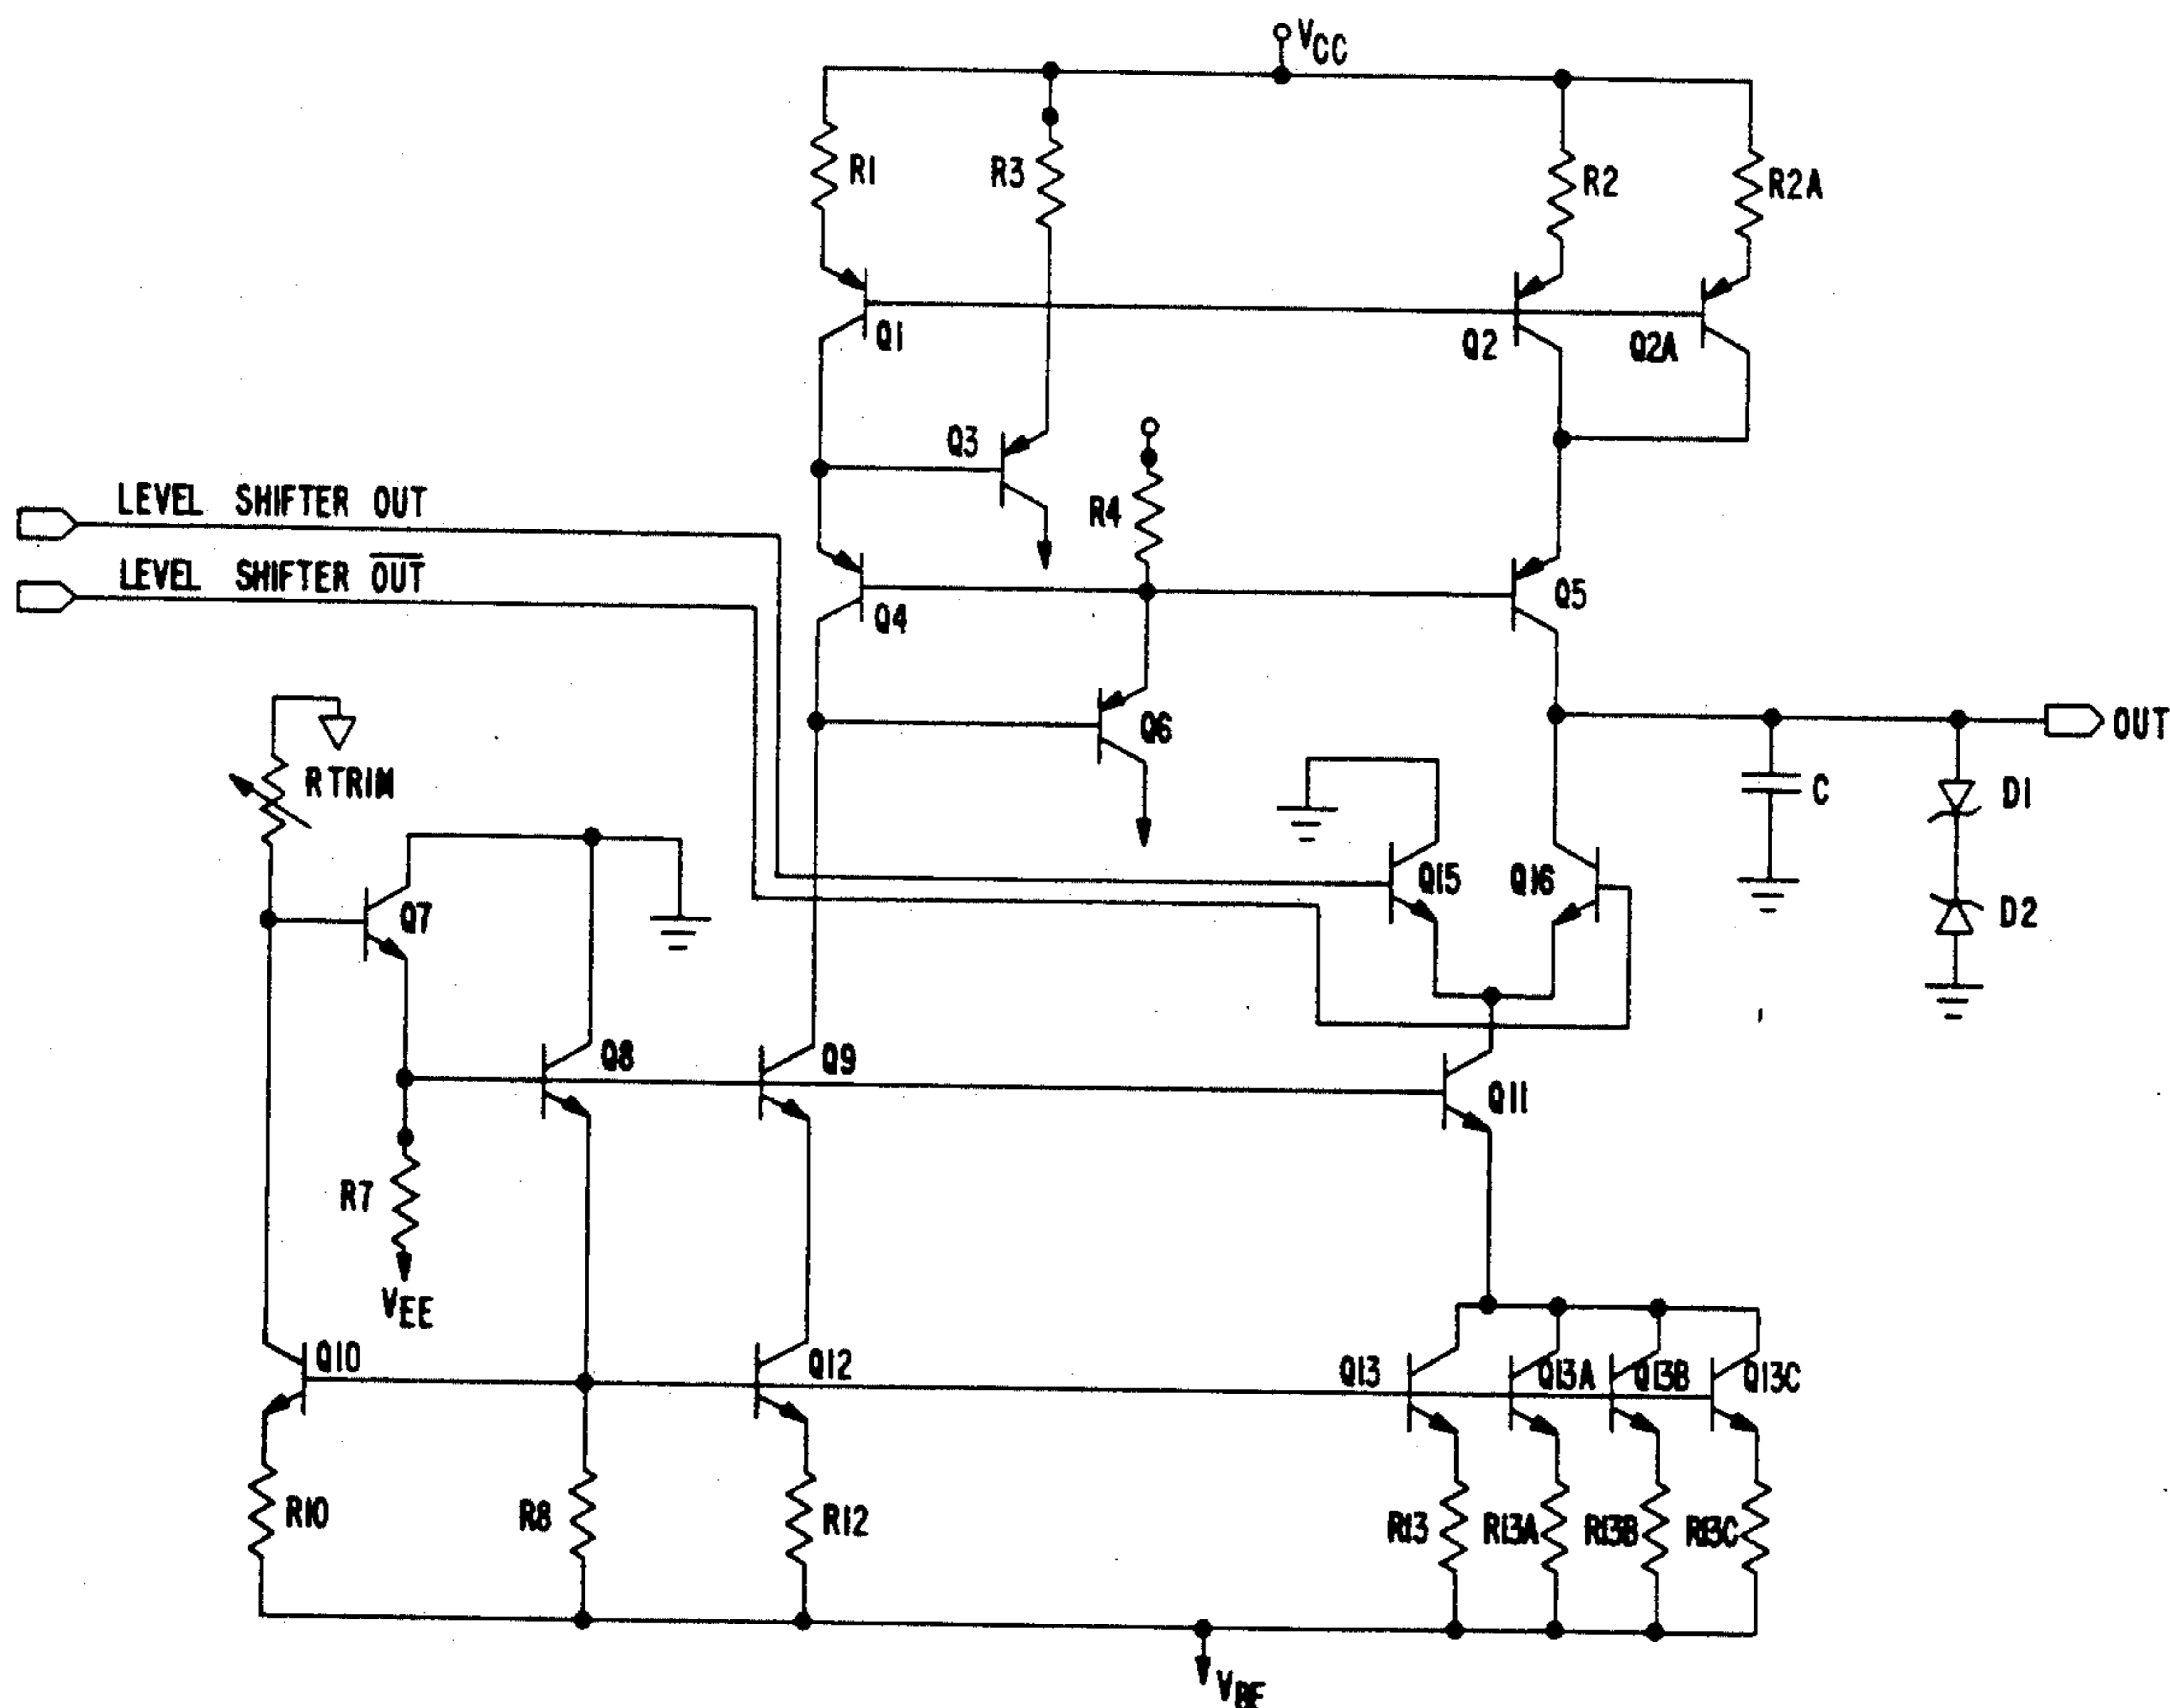 VCC
R1
R3
R2
R2A
Q1
Q2
Q2A
Q3
R4
LEVEL SHIFTER OUT
LEVEL SHIFTER OUT
Q4
Q5
Q6
OUT
RTRIM
C
D1
Q7
Q15
Q16
D2
Q8
Q9
Q11
R7
VEE
Q10
Q12
Q13
Q13A
Q13B
Q13C
R10
R8
R12
R13
R13A
R13B
R13C